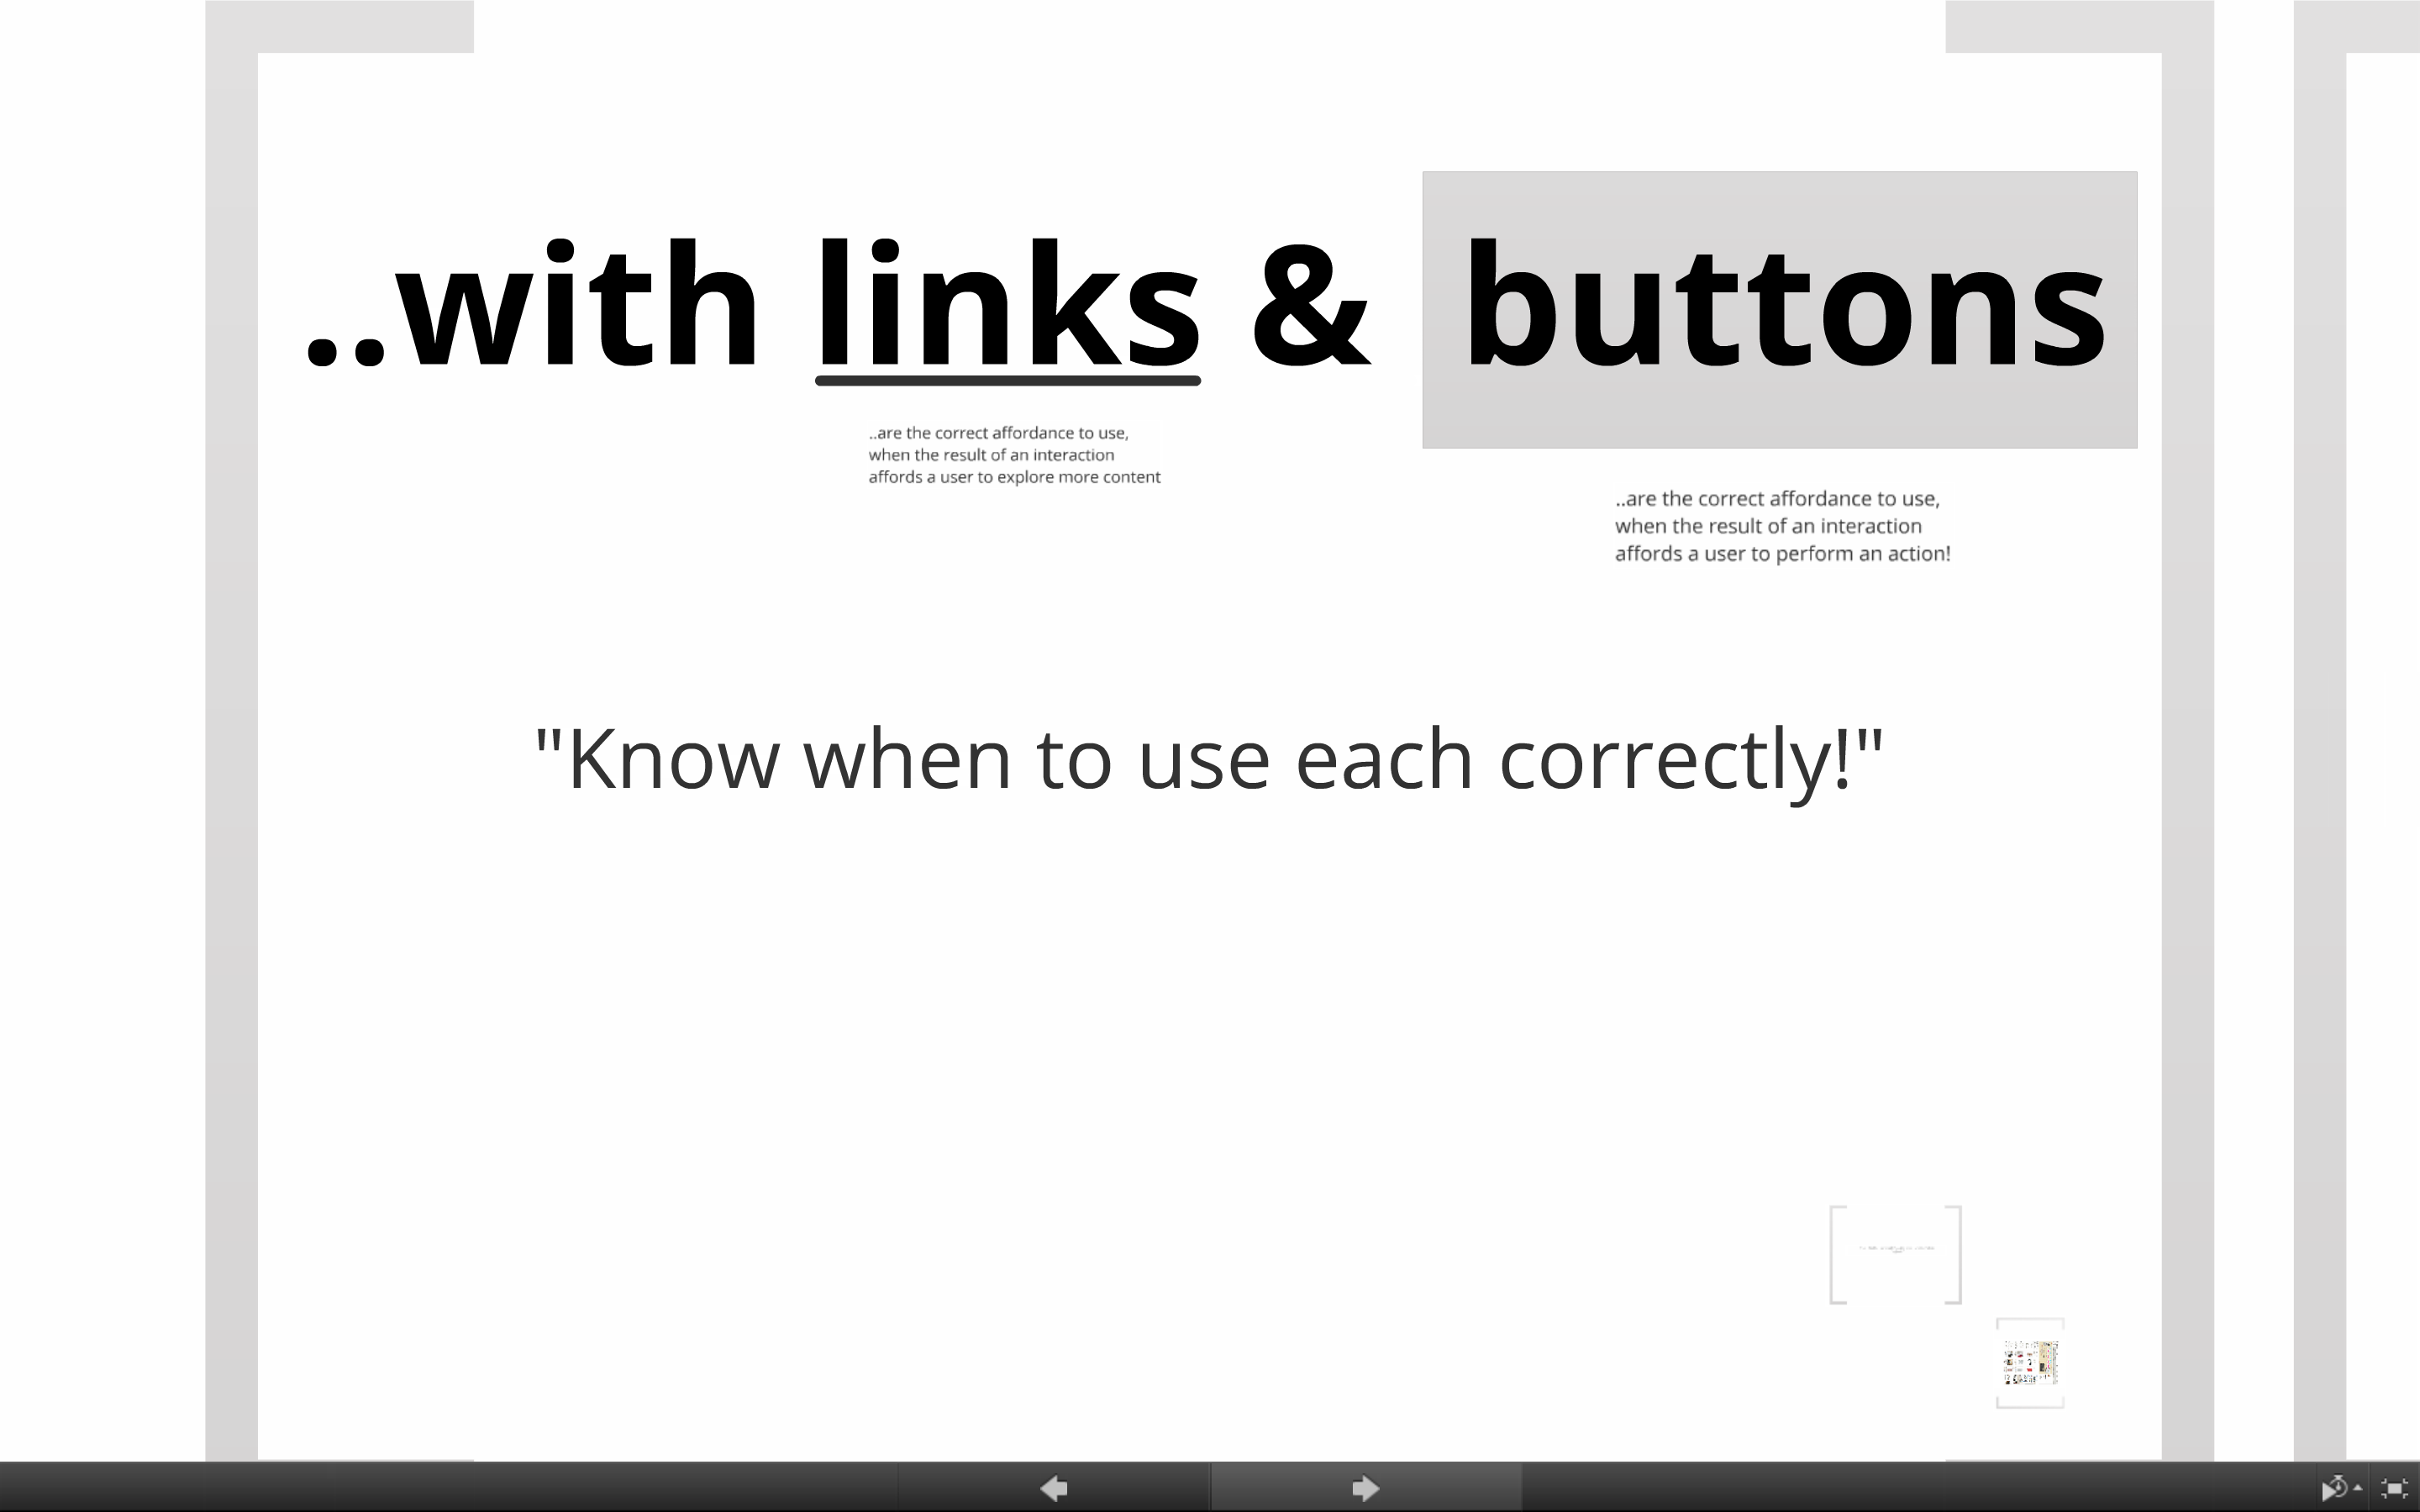 ..with links & buttons
..are the correct affordance to use,
when the result of an interaction
affords a user to explore more content
..are the correct affordance to use,
when the result of an interaction
affords a user to perform an action!
"Know when to use each correctly!"